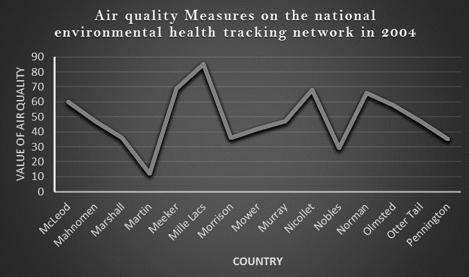 Air quality Measures on the national
environmental health tracking network in 2004
VALUE OF AIR QUALITY
90
80
70
60
50
40
30
20
10
0
McLeod
Mahnomen
Marshall
Martin
Meeker
Mille Lacs
Morrison
Mower
Murray
Nicollet
Nobles
Norman
Olmsted
Otter Tail
Pennington
COUNTRY